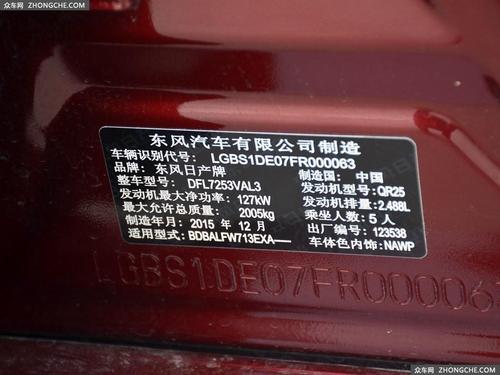 众车网 ZHONGCHE.COM
东风汽车有限公司制造
车辆识别代号: LGBS1DE07FR000063
品牌: 东风日产牌 制造国: 中国
整车型号: DFL7253VAL3 发动机型号: QR25
发动机最大净功率: 127kW 发动机排量: 2.488L
最大允许总质量: 2005kg 乘坐人数: 5人
制造年月: 2015年12月 出厂编号: 123538
适用型式: BDBALFW713EXA— 车体色内饰: NAWP
LGBS1DE07FR000063
众车网 ZHONGCHE.COM